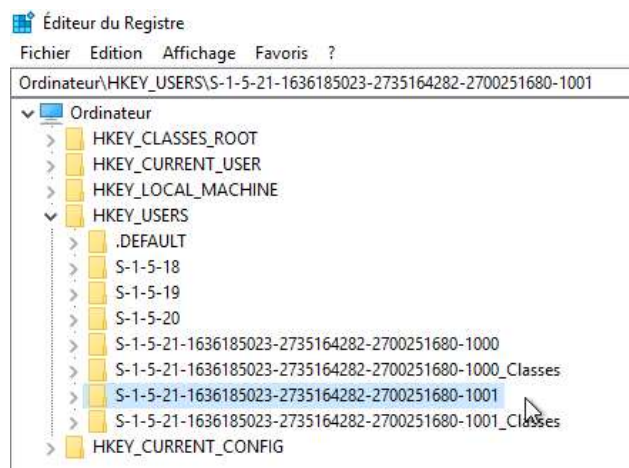 Éditeur du Registre
Fichier Edition Affichage Favoris ?
Ordinateur\HKEY_USERS\S-1-5-21-1636185023-2735164282-2700251680-1001
Ordinateur
HKEY_CLASSES_ROOT
HKEY_CURRENT_USER
HKEY_LOCAL_MACHINE
HKEY_USERS
.DEFAULT
S-1-5-18
S-1-5-19
S-1-5-20
S-1-5-21-1636185023-2735164282-2700251680-1000
S-1-5-21-1636185023-2735164282-2700251680-1000_Classes
S-1-5-21-1636185023-2735164282-2700251680-1001
S-1-5-21-1636185023-2735164282-2700251680-1001_Classes
HKEY_CURRENT_CONFIG